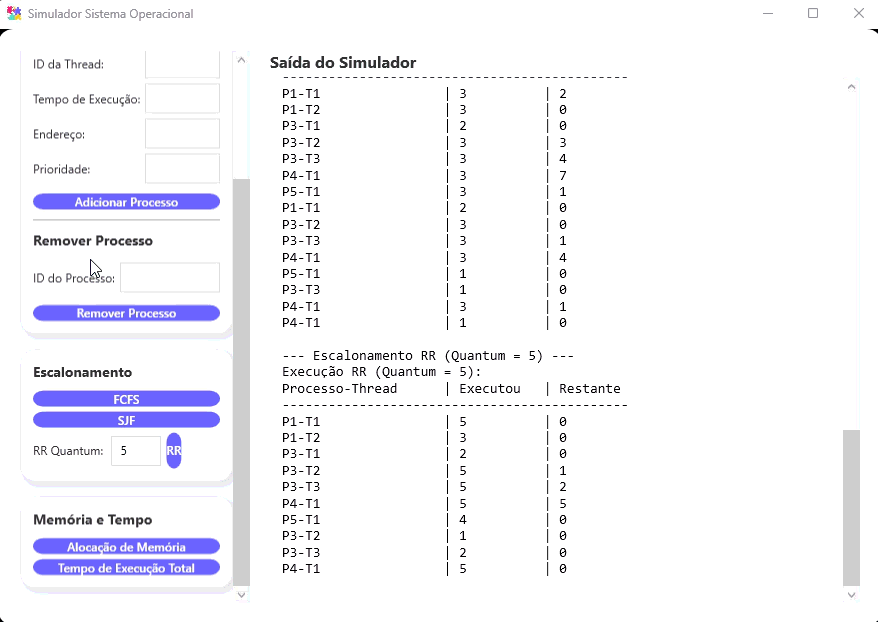 Simulador Sistema Operacional
ID da Thread:
Tempo de Execução:
Endereço:
Prioridade:
Adicionar Processo
Remover Processo
ID do Processo:
Remover Processo
Escalonamento
FCFS
SJF
RR Quantum: 5 RR
Memória e Tempo
Alocação de Memória
Tempo de Execução Total
Saída do Simulador
--------------------------------------------
P1-T1 | 3 | 2
P1-T2 | 3 | 0
P3-T1 | 2 | 0
P3-T2 | 3 | 3
P3-T3 | 3 | 4
P4-T1 | 3 | 7
P5-T1 | 3 | 1
P1-T1 | 2 | 0
P3-T2 | 3 | 0
P3-T3 | 3 | 1
P4-T1 | 3 | 4
P5-T1 | 1 | 0
P3-T3 | 1 | 0
P4-T1 | 3 | 1
P4-T1 | 1 | 0
--- Escalonamento RR (Quantum = 5) ---
Execução RR (Quantum = 5):
Processo-Thread | Executou | Restante
--------------------------------------------
P1-T1 | 5 | 0
P1-T2 | 3 | 0
P3-T1 | 2 | 0
P3-T2 | 5 | 1
P3-T3 | 5 | 2
P4-T1 | 5 | 5
P5-T1 | 4 | 0
P3-T2 | 1 | 0
P3-T3 | 2 | 0
P4-T1 | 5 | 0